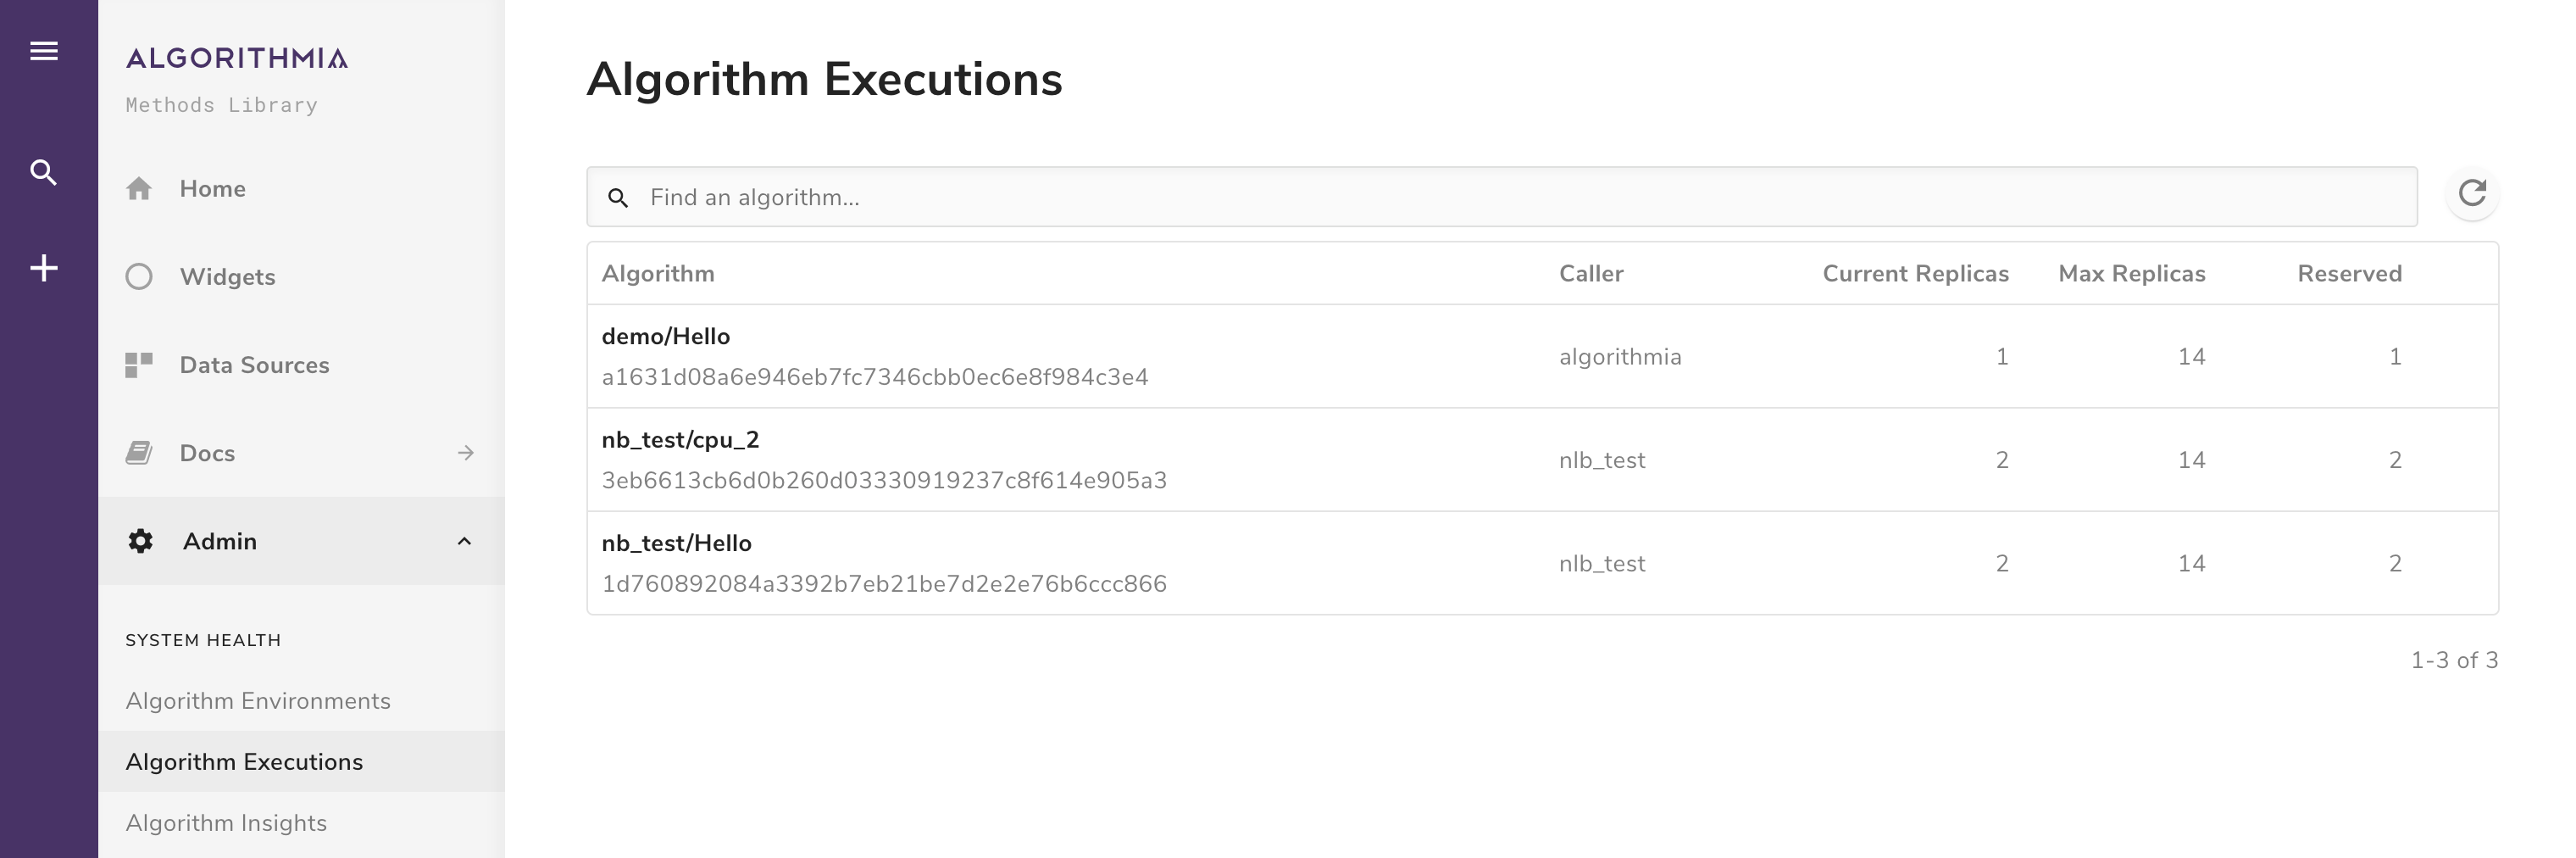 ALGORITHMIA
Methods Library
Home
Widgets
Data Sources
Docs
Admin
SYSTEM HEALTH
Algorithm Environments
Algorithm Executions
Algorithm Insights
Algorithm Executions
Find an algorithm...
Algorithm Caller Current Replicas Max Replicas Reserved
demo/Hello
a1631d08a6e946eb7fc7346cbb0ec6e8f984c3e4
algorithmia 1 14 1
nb_test/cpu_2
3eb6613cb6d0b260d03330919237c8f614e905a3
nlb_test 2 14 2
nb_test/Hello
1d760892084a3392b7eb21be7d2e2e76b6ccc866
nlb_test 2 14 2
1-3 of 3